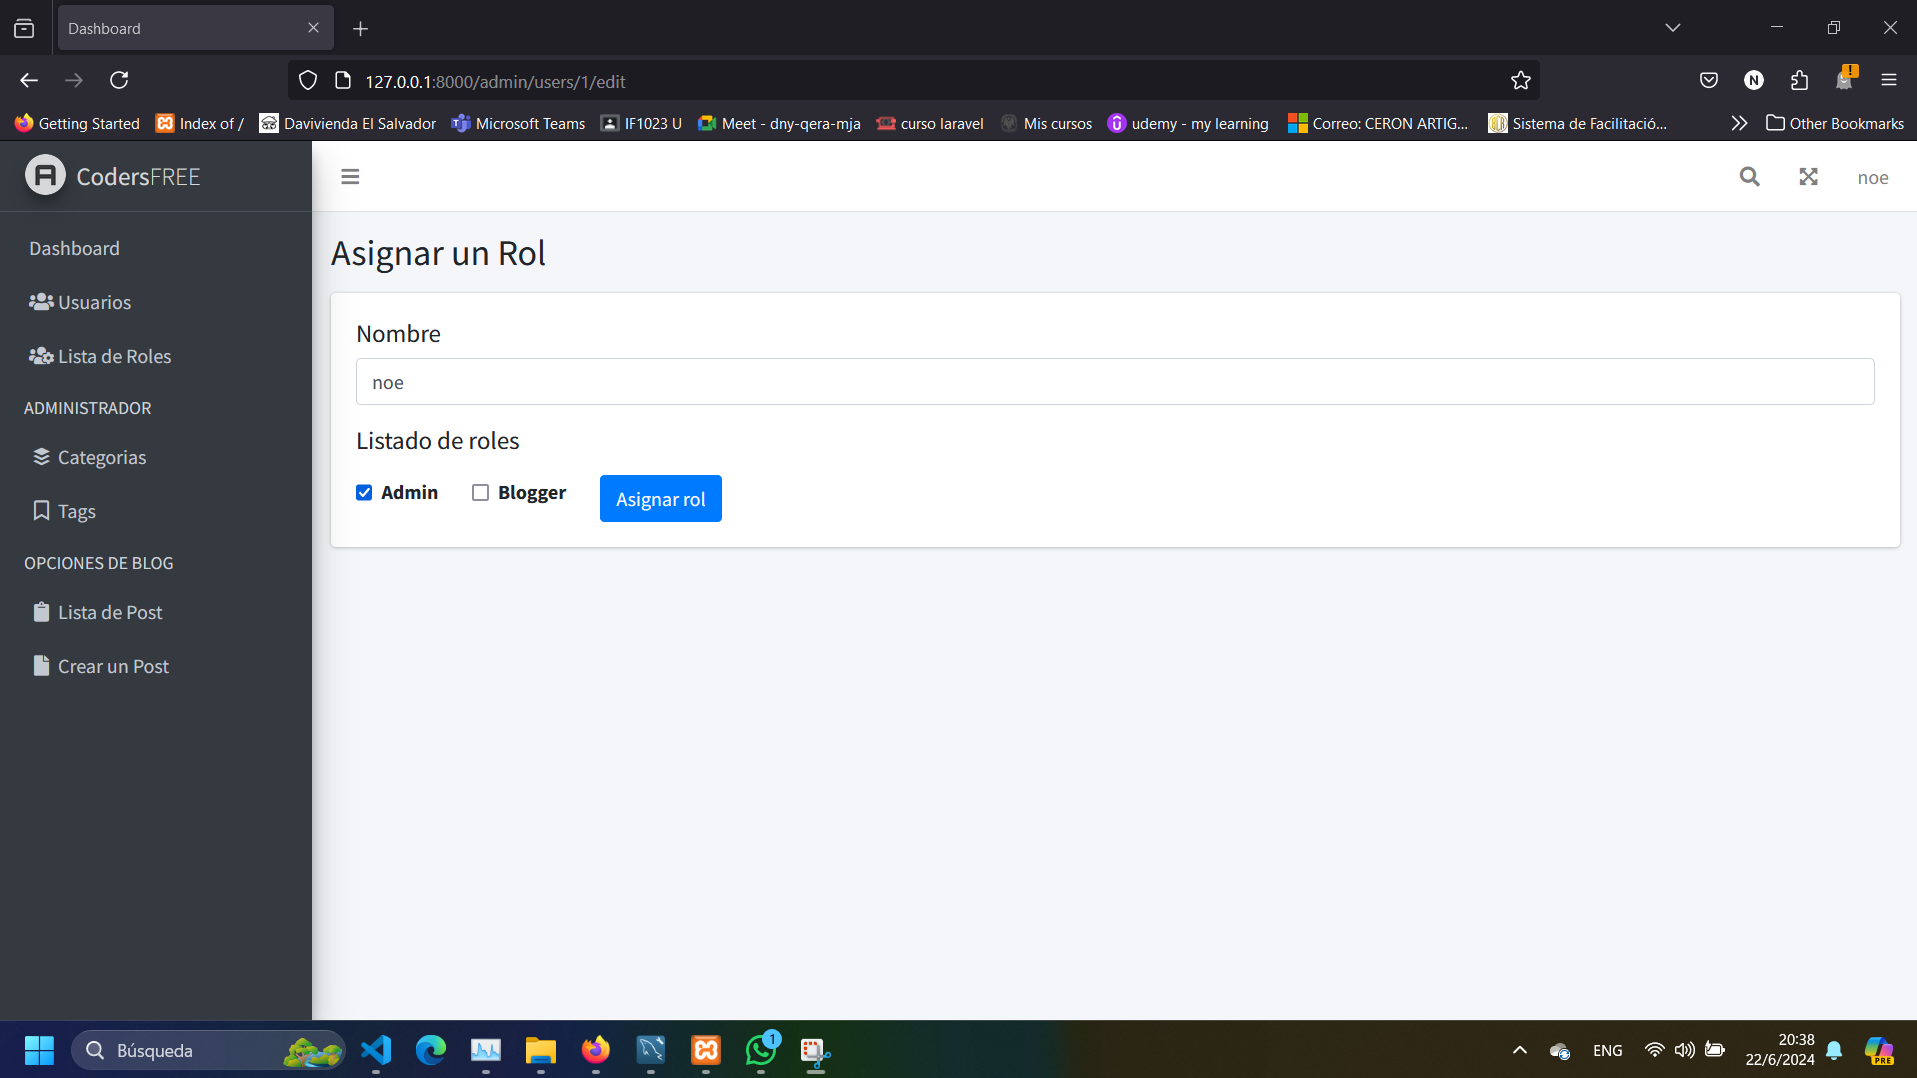 Dashboard
127.0.0.1:8000/admin/users/1/edit
N
!
Getting Started
Index of /
Davivienda El Salvador
Microsoft Teams
IF1023 U
Meet - dny-qera-mja
curso laravel
Mis cursos
udemy - my learning
Correo: CERON ARTIG...
Sistema de Facilitació...
Other Bookmarks
CodersFREE
noe
Dashboard
Usuarios
Lista de Roles
ADMINISTRADOR
Categorias
Tags
OPCIONES DE BLOG
Lista de Post
Crear un Post
Asignar un Rol
Nombre
noe
Listado de roles
Admin
Blogger
Asignar rol
Búsqueda
1
ENG
20:38
22/6/2024
PRE